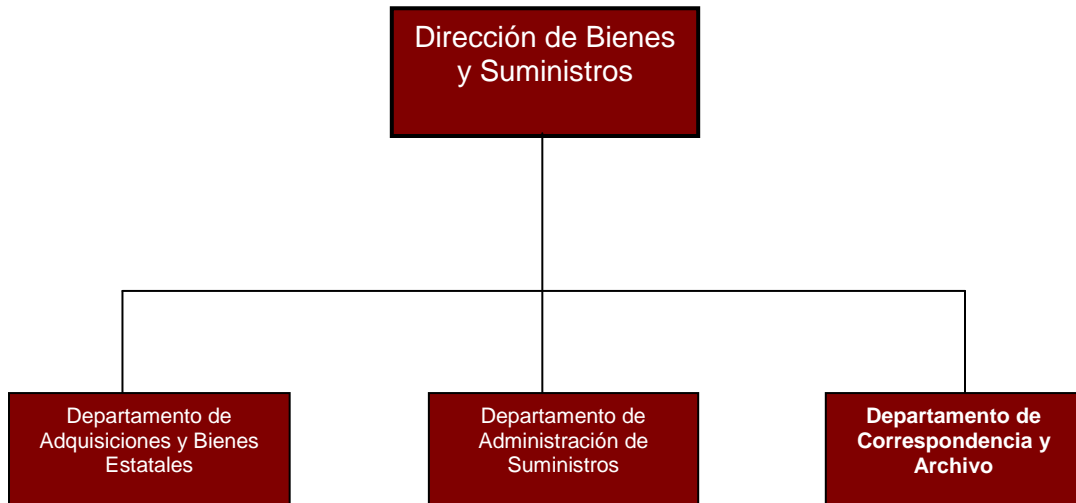 Dirección de Bienes
y Suministros
Departamento de
Adquisiciones y Bienes
Estatales
Departamento de
Administración de
Suministros
Departamento de
Correspondencia y
Archivo